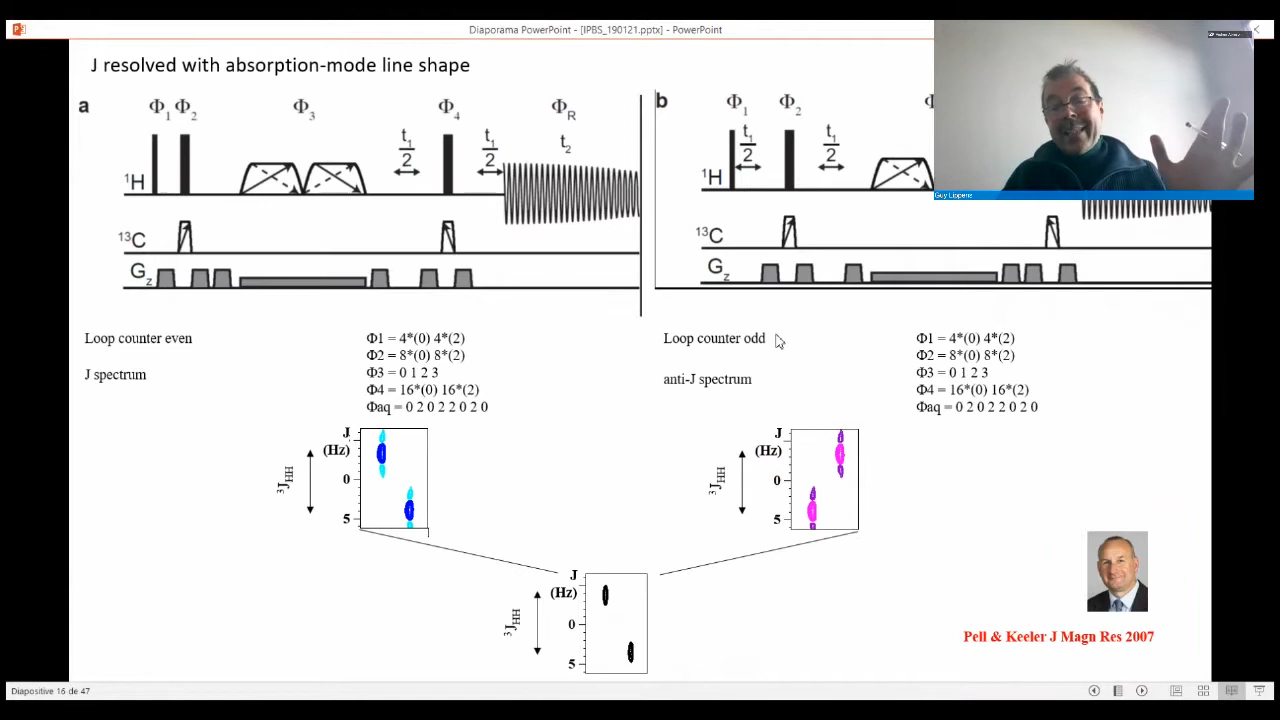 Diaporama PowerPoint - [IPBS_190121.pptx] - PowerPoint
J resolved with absorption-mode line shape
a
Φ1 Φ2 Φ3 Φ4 ΦR
t1/2 t1/2 t2
1H
13C
Gz
b
Φ1 Φ2
t1/2 t1/2
1H
13C
Gz
Guy Lippens
Loop counter even
J spectrum
Φ1 = 4*(0) 4*(2)
Φ2 = 8*(0) 8*(2)
Φ3 = 0 1 2 3
Φ4 = 16*(0) 16*(2)
Φaq = 0 2 0 2 2 0 2 0
Loop counter odd
anti-J spectrum
Φ1 = 4*(0) 4*(2)
Φ2 = 8*(0) 8*(2)
Φ3 = 0 1 2 3
Φ4 = 16*(0) 16*(2)
Φaq = 0 2 0 2 2 0 2 0
J
(Hz)
0
5
3JHH
J
(Hz)
0
5
3JHH
J
(Hz)
0
5
3JHH
Pell & Keeler J Magn Res 2007
Diapositive 16 de 47